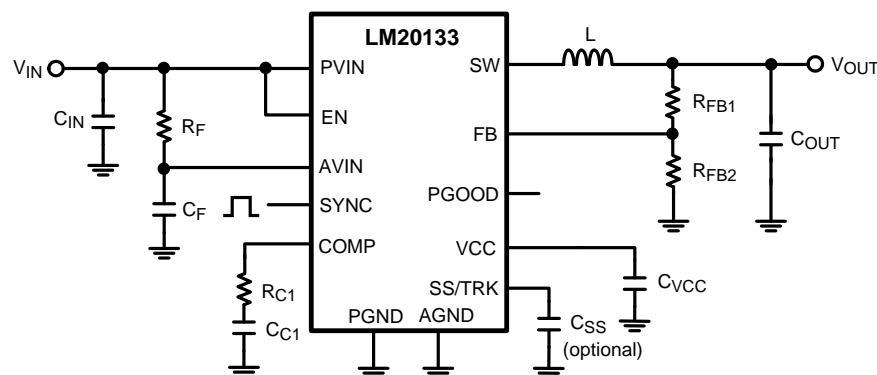 LM20133
L
VIN
PVIN
SW
VOUT
RFB1
CIN
RF
EN
FB
COUT
AVIN
RFB2
CF
SYNC
PGOOD
COMP
VCC
RC1
SS/TRK
CVCC
CC1
PGND
AGND
CSS
(optional)